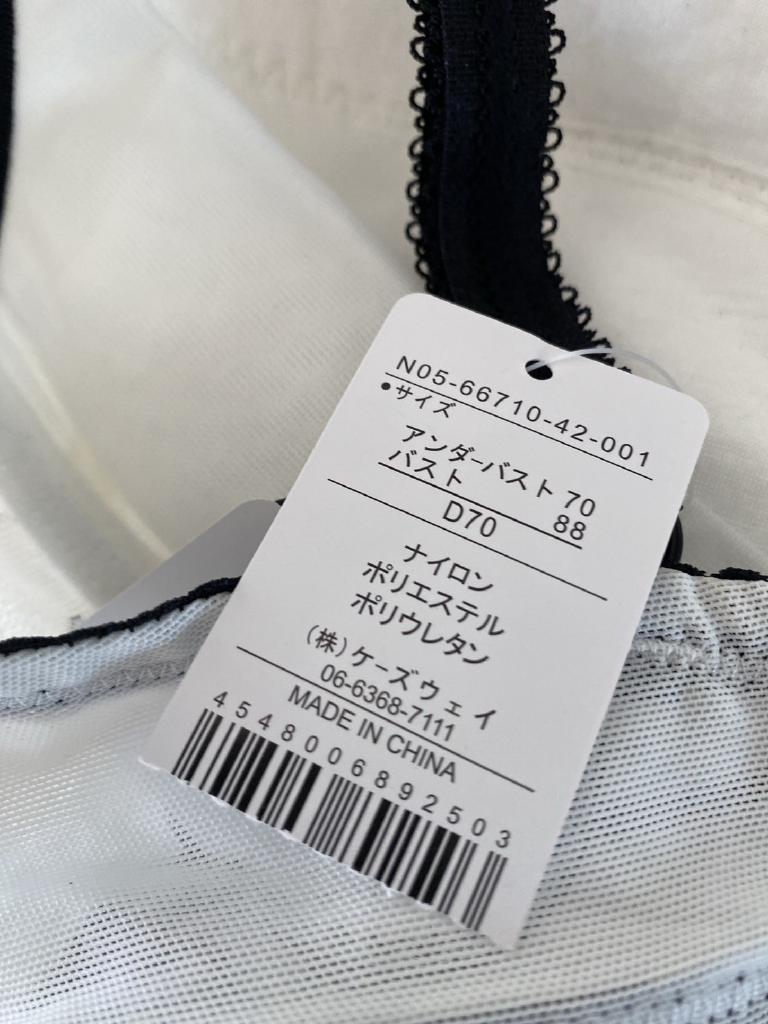 N05-66710-42-001
●サイズ
アンダーバスト 70
バスト 88
D70
ナイロン
ポリエステル
ポリウレタン
(株)ケーズウェイ
06-6368-7111
MADE IN CHINA
4548006892503